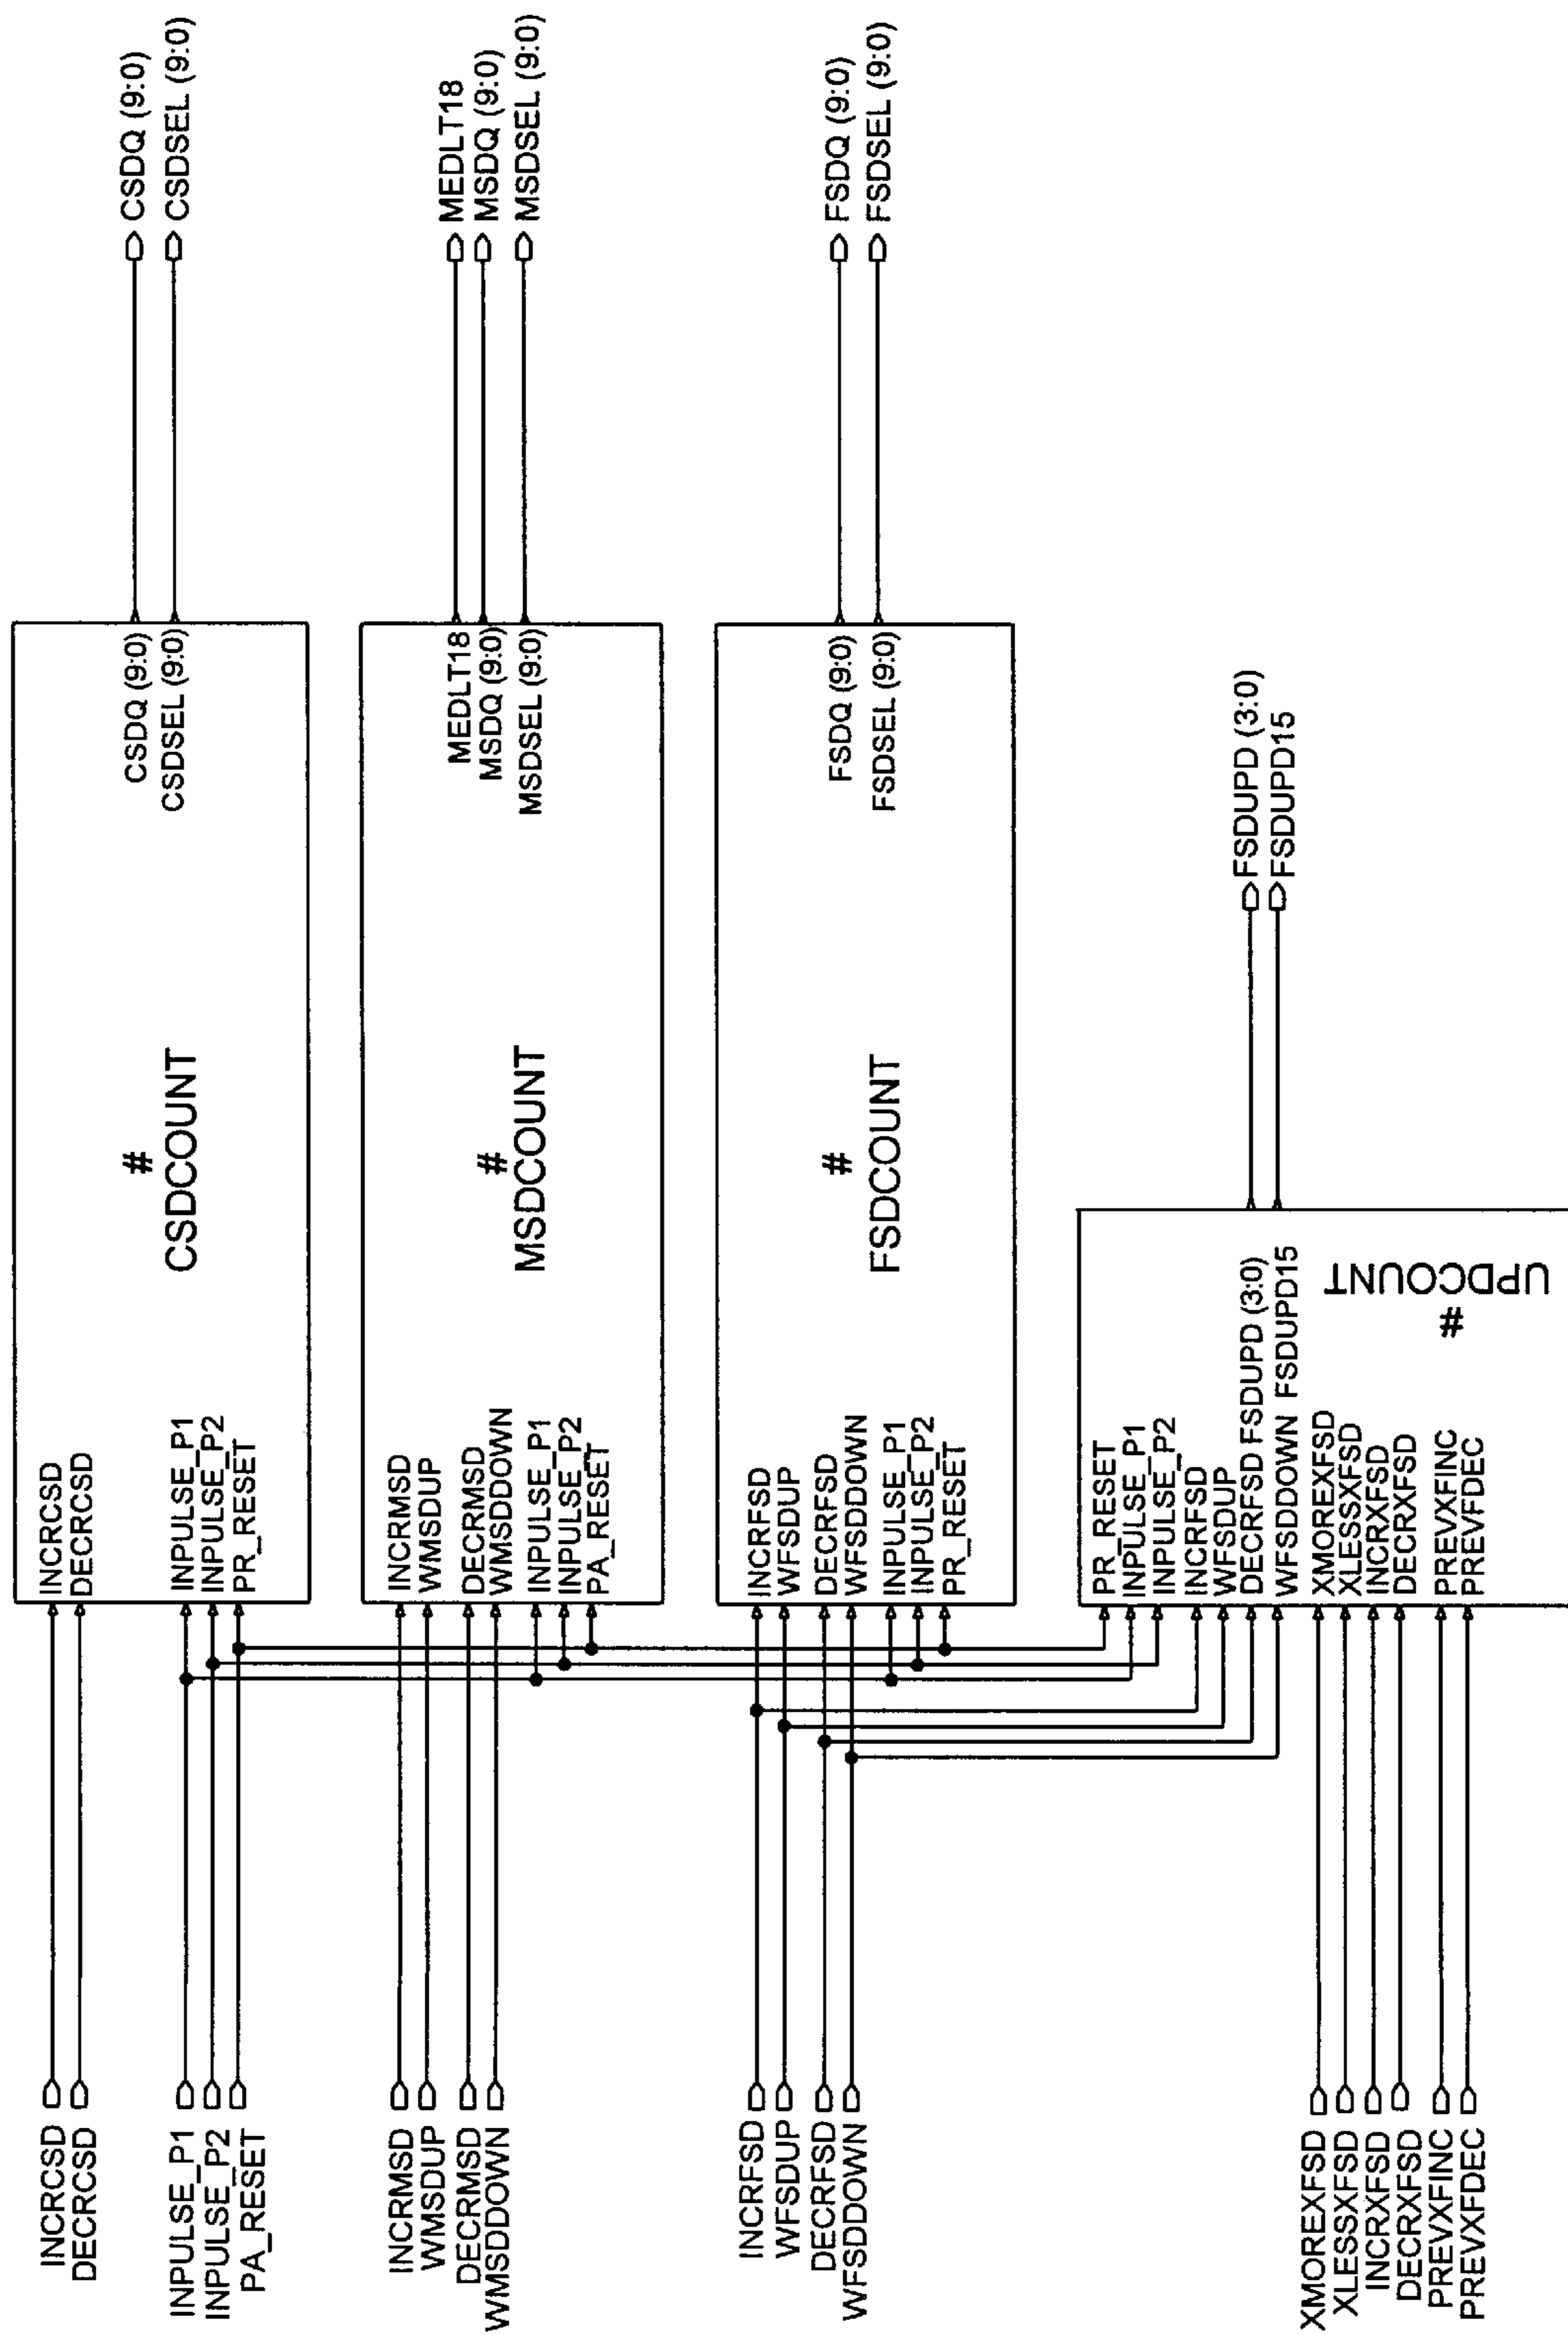 INCRCSD
DECRCSD
INPULSE_P1
INPULSE_P2
PA_RESET
INCRCSD
DECRCSD
INPULSE_P1
INPULSE_P2
PR_RESET
#
CSDCOUNT
CSDQ (9:0)
CSDSEL (9:0)
CSDQ (9:0)
CSDSEL (9:0)
INCRMSD
WMSDUP
DECRMSD
WMSDDOWN
INCRMSD
WMSDUP
DECRMSD
WMSDDOWN
INPULSE_P1
INPULSE_P2
PA_RESET
#
MSDCOUNT
MEDLT18
MSDQ (9:0)
MSDSEL (9:0)
MEDLT18
MSDQ (9:0)
MSDSEL (9:0)
INCRFSD
WFSDUP
DECRFSD
WFSDDOWN
INCRFSD
WFSDUP
DECRFSD
WFSDDOWN
INPULSE_P1
INPULSE_P2
PR_RESET
#
FSDCOUNT
FSDQ (9:0)
FSDSEL (9:0)
FSDQ (9:0)
FSDSEL (9:0)
XMOREXFSD
XLESSXFSD
INCRXFSD
DECRXFSD
PREVXFINC
PREVXFDEC
PR_RESET
INPULSE_P1
INPULSE_P2
INCRFSD
WFSDUP
DECRFSD FSDUPD (3:0)
WFSDDOWN FSDUPD15
XMOREXFSD
XLESSXFSD
INCRXFSD
DECRXFSD
PREVXFINC
PREVFDEC
#
UPDCOUNT
FSDUPD (3:0)
FSDUPD15